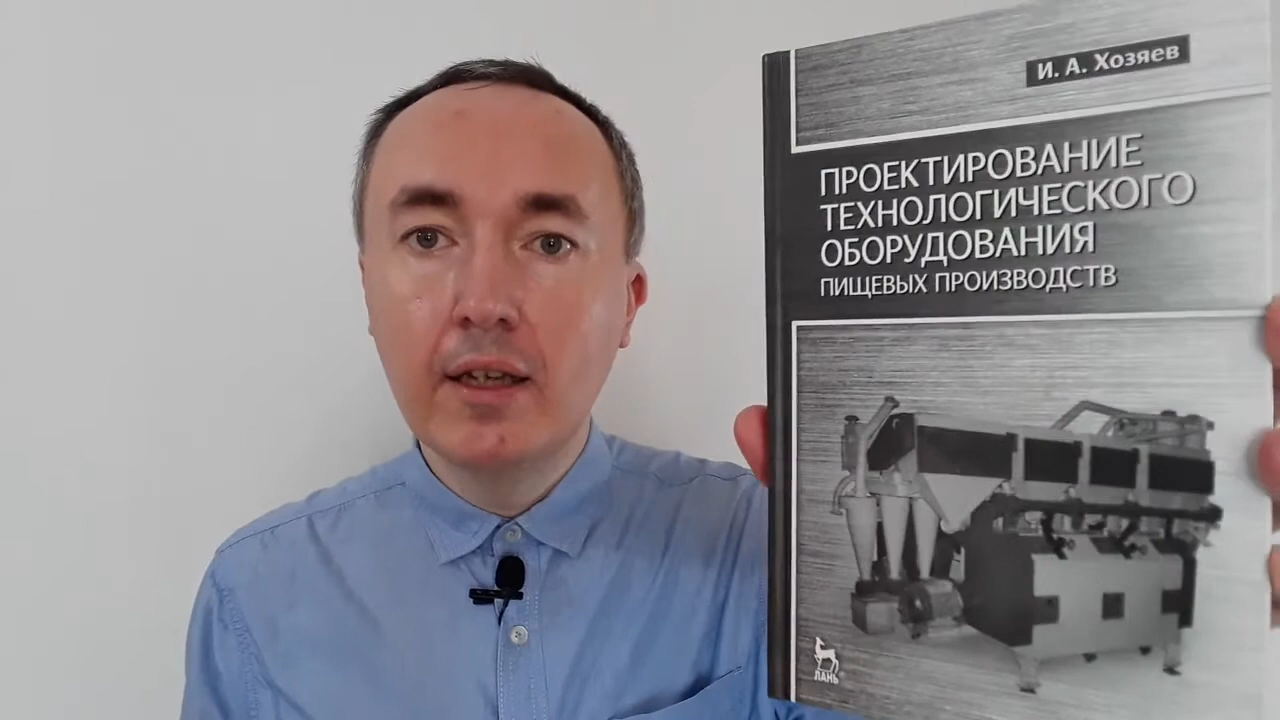 И. А. Хозяев
ПРОЕКТИРОВАНИЕ
ТЕХНОЛОГИЧЕСКОГО
ОБОРУДОВАНИЯ
ПИЩЕВЫХ ПРОИЗВОДСТВ
ЛАНЬ®